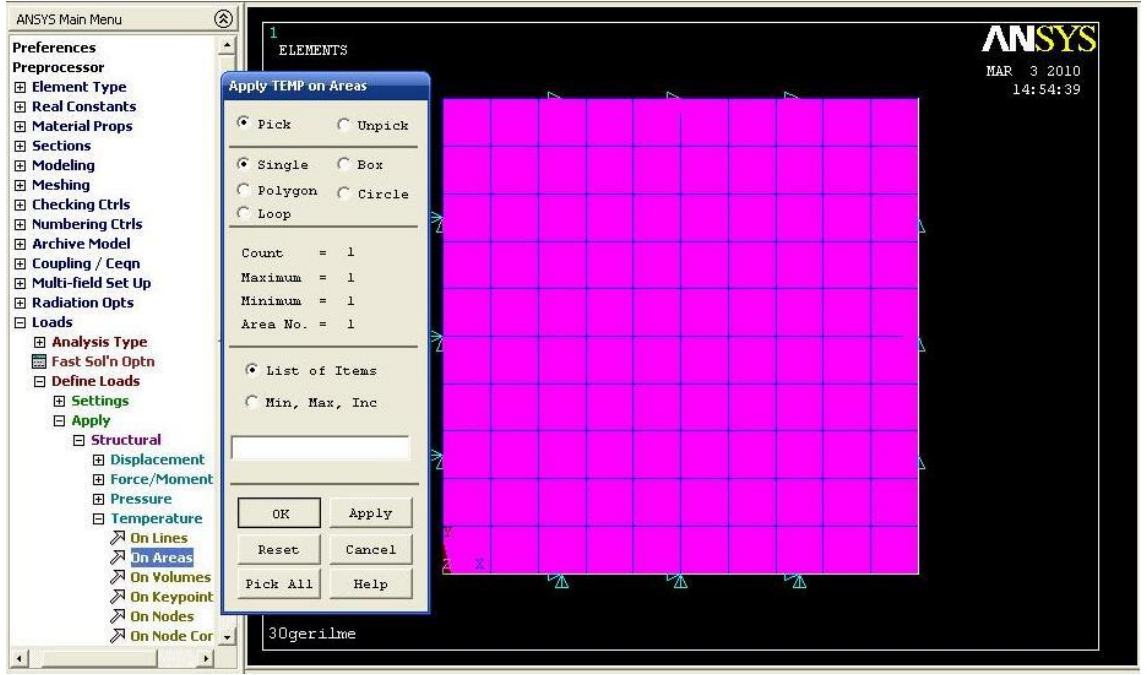 ANSYS Main Menu
Preferences
Preprocessor
Element Type
Real Constants
Material Props
Sections
Modeling
Meshing
Checking Ctrls
Numbering Ctrls
Archive Model
Coupling / Ceqn
Multi-field Set Up
Radiation Opts
Loads
Analysis Type
Fast Sol'n Optn
Define Loads
Settings
Apply
Structural
Displacement
Force/Moment
Pressure
Temperature
On Lines
On Areas
On Volumes
On Keypoint
On Nodes
On Node Cor
Apply TEMP on Areas
Pick Unpick
Single Box
Polygon Circle
Loop
Count = 1
Maximum = 1
Minimum = 1
Area No. = 1
List of Items
Min, Max, Inc
OK Apply
Reset Cancel
Pick All Help
1
ELEMENTS
ANSYS
MAR 3 2010
14:54:39
Y
Z X
3Ogerilme